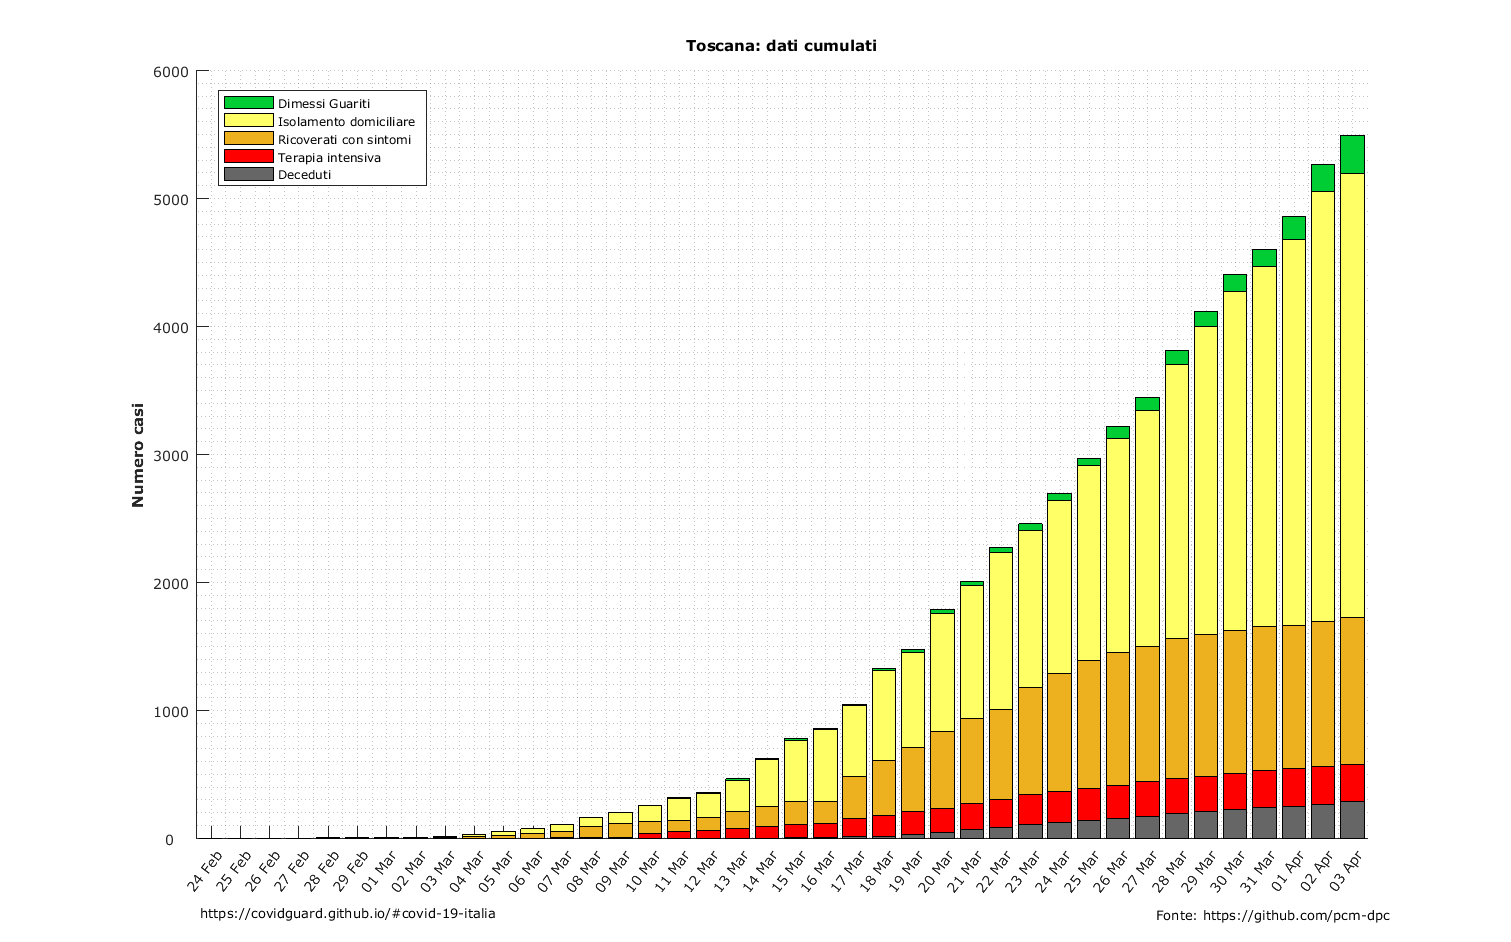 Toscana: dati cumulati
6000
5000
4000
3000
2000
1000
0
Numero casi
Dimessi Guariti
Isolamento domiciliare
Ricoverati con sintomi
Terapia intensiva
Deceduti
24 Feb
25 Feb
26 Feb
27 Feb
28 Feb
29 Feb
01 Mar
02 Mar
03 Mar
04 Mar
05 Mar
06 Mar
07 Mar
08 Mar
09 Mar
10 Mar
11 Mar
12 Mar
13 Mar
14 Mar
15 Mar
16 Mar
17 Mar
18 Mar
19 Mar
20 Mar
21 Mar
22 Mar
23 Mar
24 Mar
25 Mar
26 Mar
27 Mar
28 Mar
29 Mar
30 Mar
31 Mar
01 Apr
02 Apr
03 Apr
https://covidguard.github.io/#covid-19-italia
Fonte: https://github.com/pcm-dpc